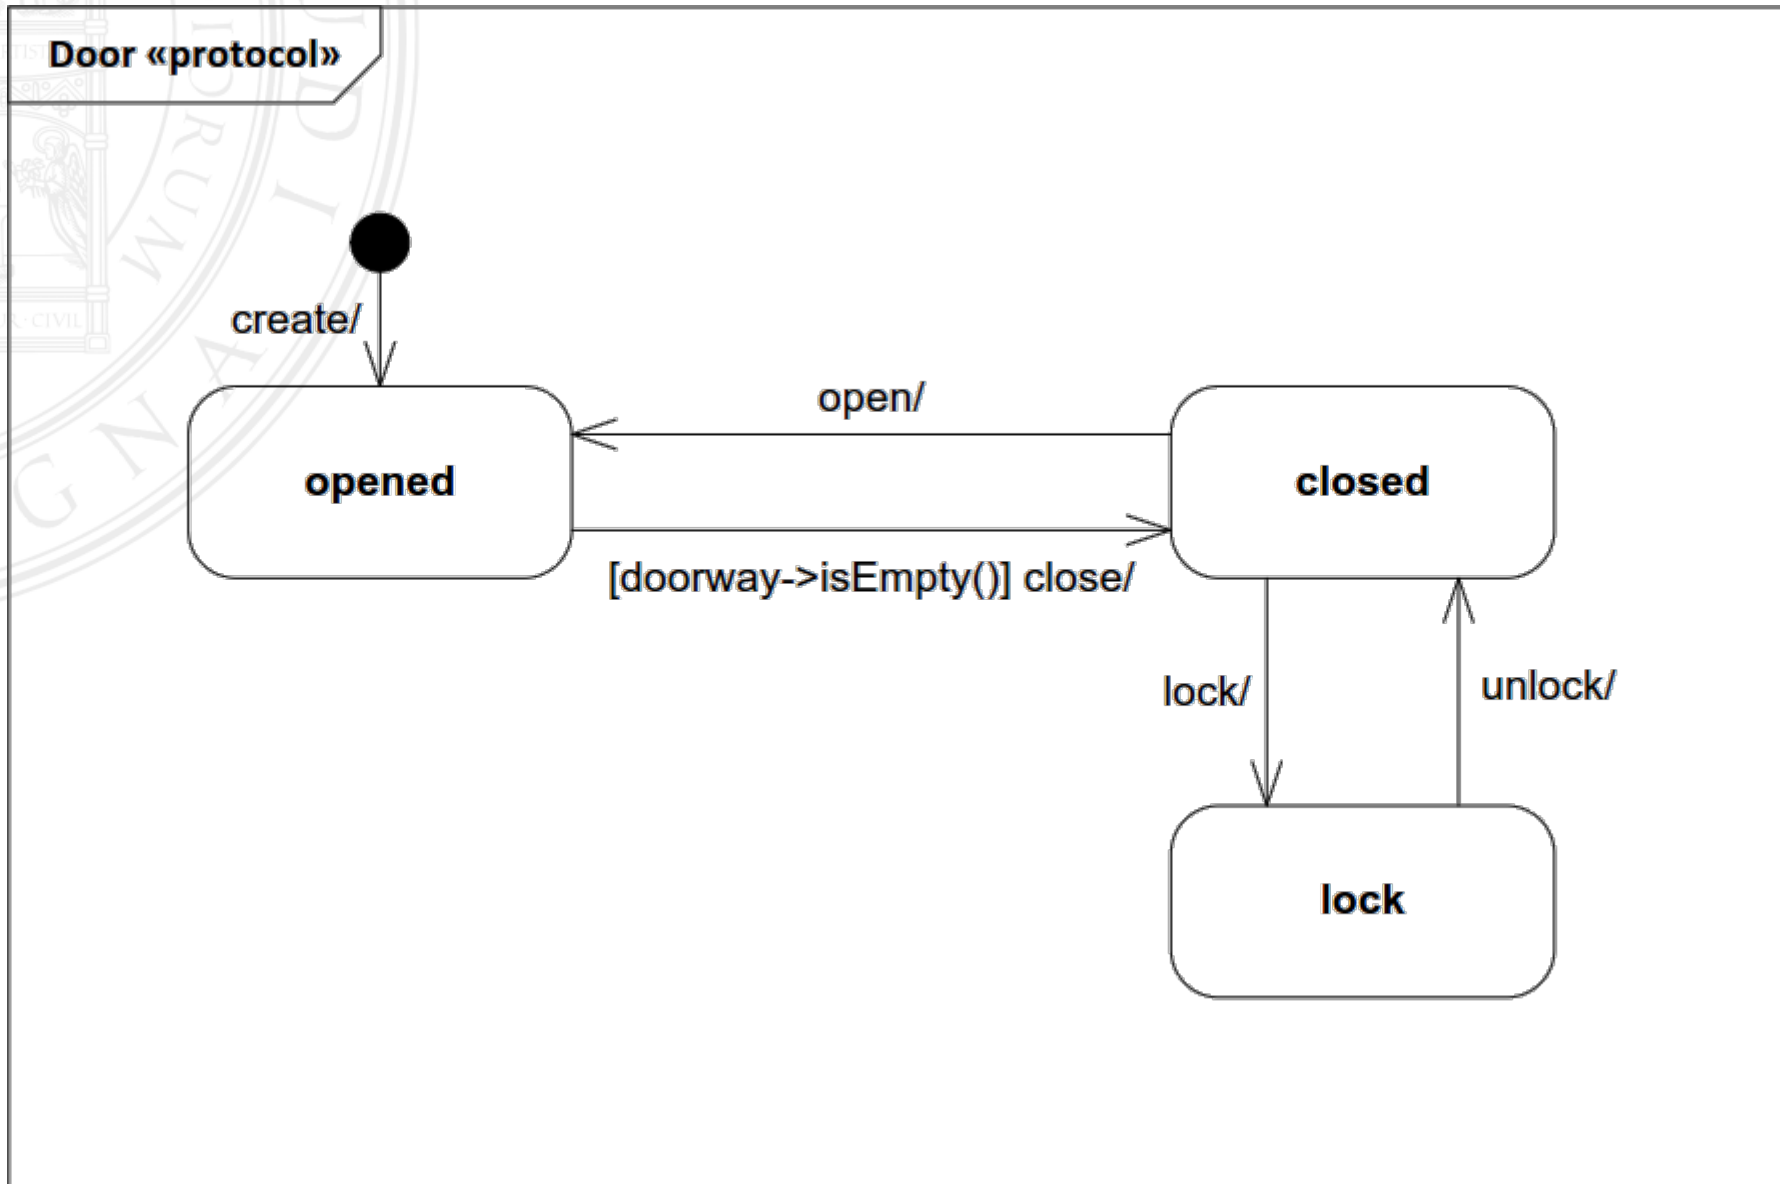 Door «protocol»
create/
open/
opened
closed
[doorway->isEmpty()] close/
lock/
unlock/
lock